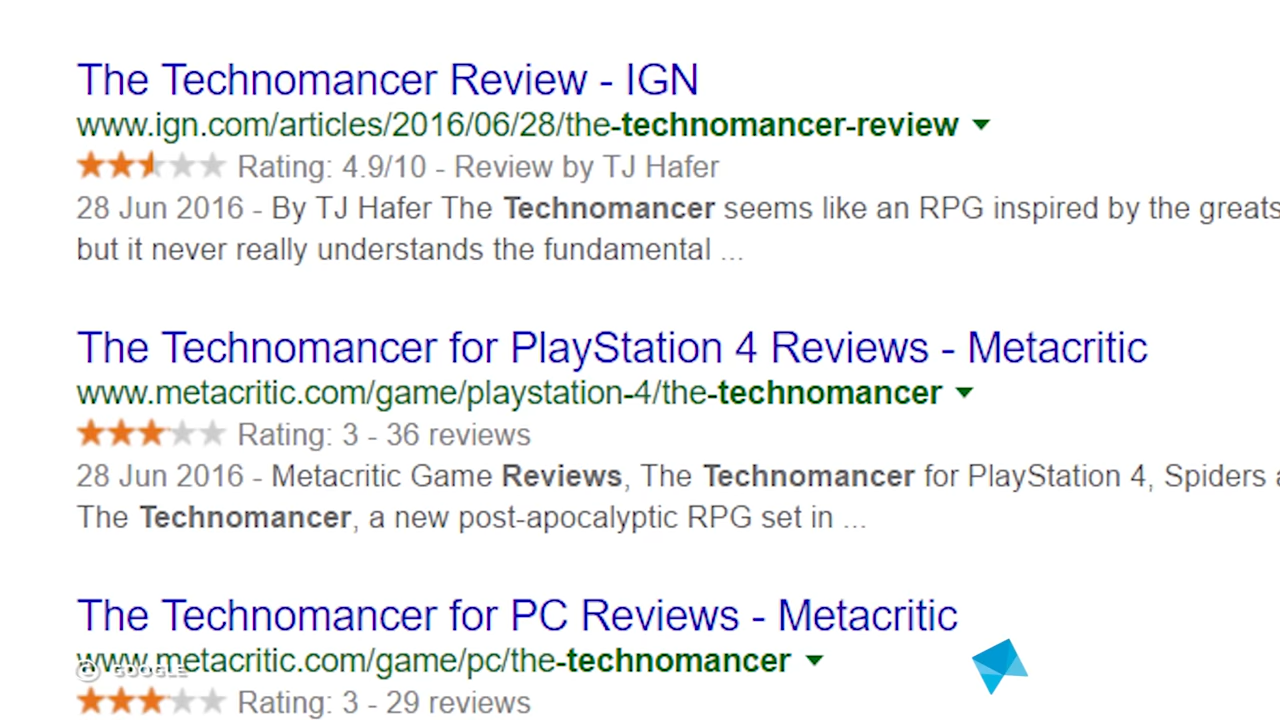 The Technomancer Review - IGN
www.ign.com/articles/2016/06/28/the-technomancer-review
Rating: 4.9/10 - Review by TJ Hafer
28 Jun 2016 - By TJ Hafer The Technomancer seems like an RPG inspired by the greats
but it never really understands the fundamental ...
The Technomancer for PlayStation 4 Reviews - Metacritic
www.metacritic.com/game/playstation-4/the-technomancer
Rating: 3 - 36 reviews
28 Jun 2016 - Metacritic Game Reviews, The Technomancer for PlayStation 4, Spiders a
The Technomancer, a new post-apocalyptic RPG set in ...
The Technomancer for PC Reviews - Metacritic
www.metacritic.com/game/pc/the-technomancer
© GOOGLE
Rating: 3 - 29 reviews